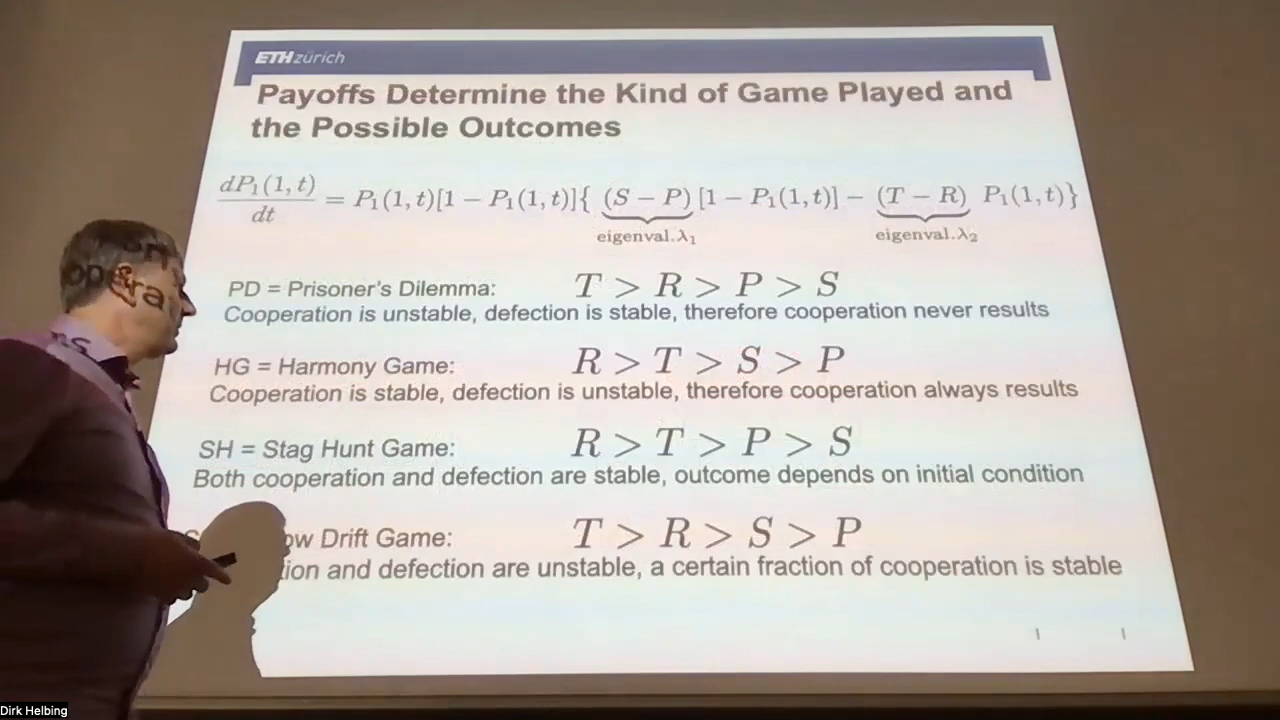 ETH zürich
Payoffs Determine the Kind of Game Played and
the Possible Outcomes
dP₁(1,t)/dt = P₁(1,t)[1 − P₁(1,t)]{ (S − P) [1 − P₁(1,t)] − (T − R) P₁(1,t)}
eigenval.λ₁ eigenval.λ₂
PD = Prisoner's Dilemma: T > R > P > S
Cooperation is unstable, defection is stable, therefore cooperation never results
HG = Harmony Game: R > T > S > P
Cooperation is stable, defection is unstable, therefore cooperation always results
SH = Stag Hunt Game: R > T > P > S
Both cooperation and defection are stable, outcome depends on initial condition
ow Drift Game: T > R > S > P
tion and defection are unstable, a certain fraction of cooperation is stable
Dirk Helbing